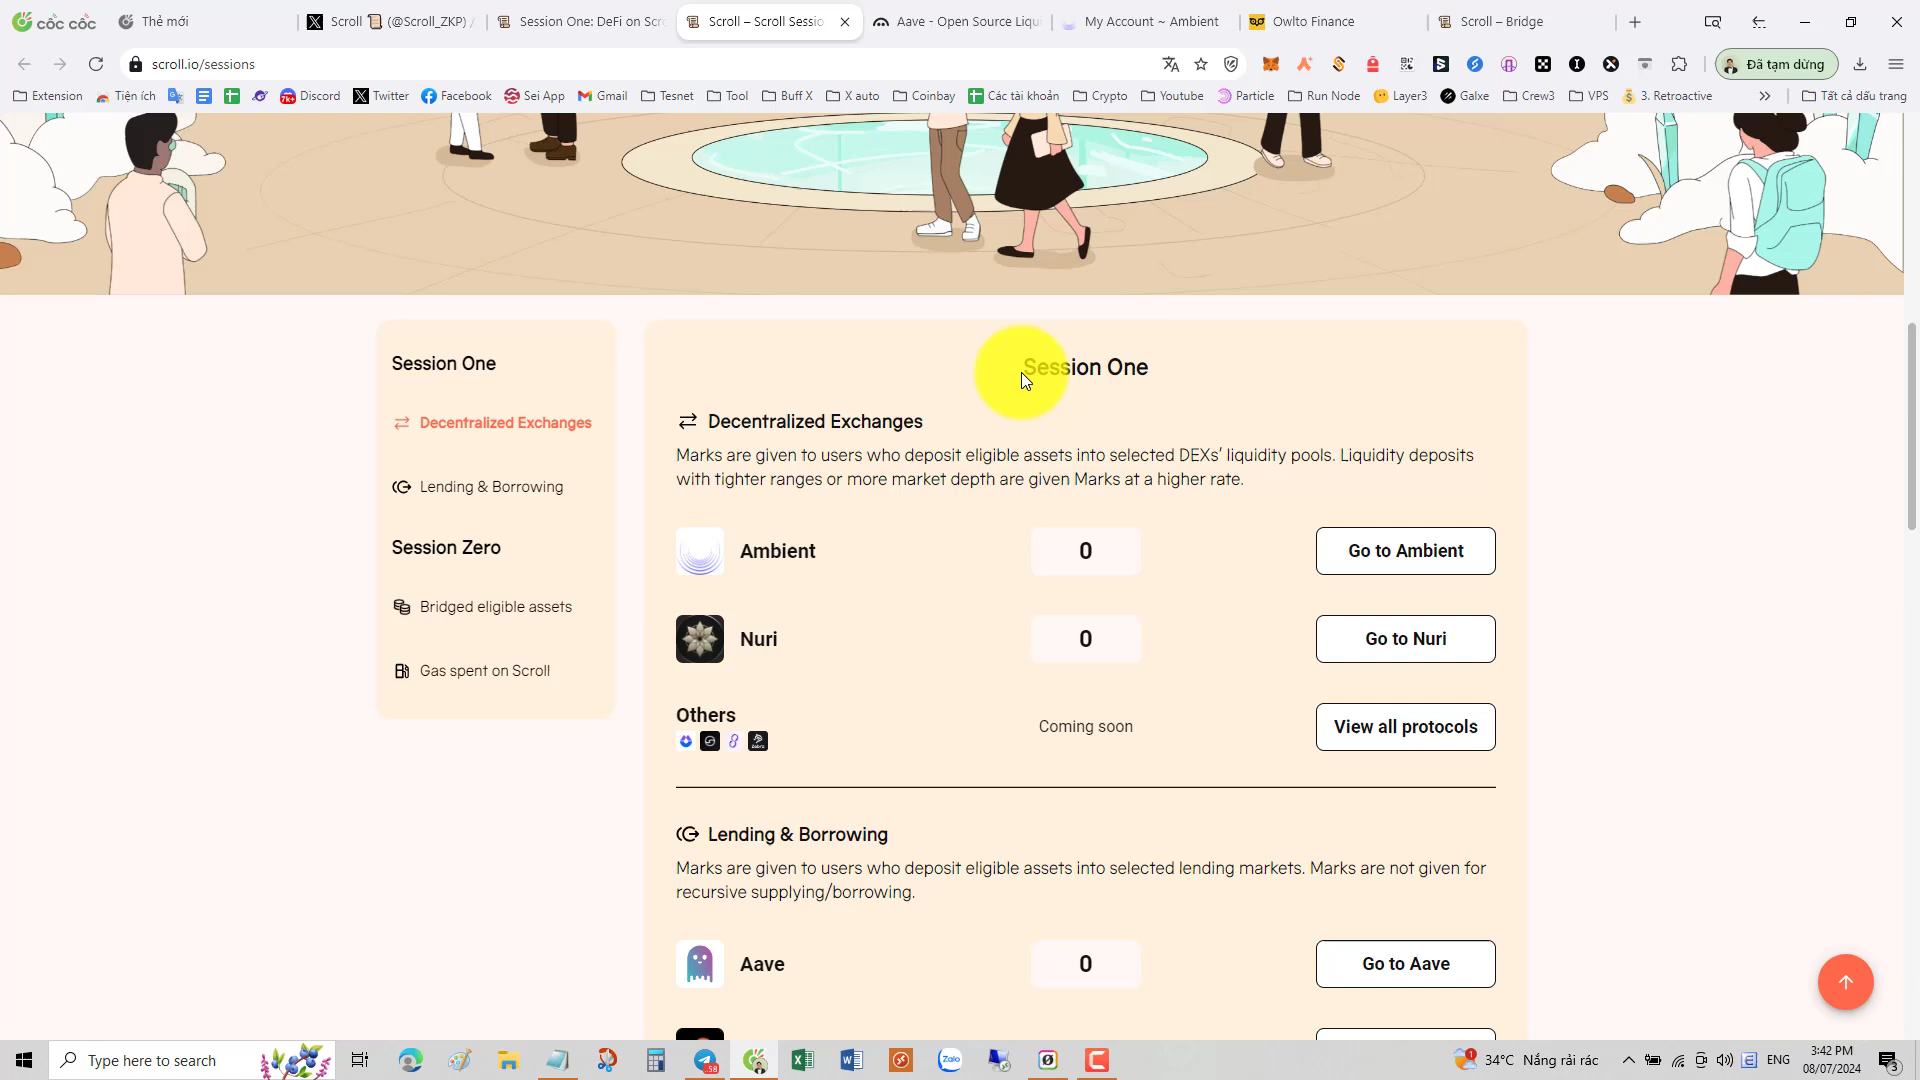 cốc cốc
Thẻ mới
Scroll 📜 (@Scroll_ZKP) /
Session One: DeFi on Scro
Scroll – Scroll Sessio
Aave - Open Source Liqui
My Account ~ Ambient
Owlto Finance
Scroll – Bridge
scroll.io/sessions
Đã tạm dừng
Extension
Tiện ích
Discord
Twitter
Facebook
Sei App
Gmail
Tesnet
Tool
Buff X
X auto
Coinbay
Các tài khoản
Crypto
Youtube
Particle
Run Node
Layer3
Galxe
Crew3
VPS
3. Retroactive
Tất cả dấu trang
Session One
Decentralized Exchanges
Lending & Borrowing
Session Zero
Bridged eligible assets
Gas spent on Scroll
Session One
Decentralized Exchanges
Marks are given to users who deposit eligible assets into selected DEXs' liquidity pools. Liquidity deposits
with tighter ranges or more market depth are given Marks at a higher rate.
Ambient
0
Go to Ambient
Nuri
0
Go to Nuri
Others
Coming soon
View all protocols
Lending & Borrowing
Marks are given to users who deposit eligible assets into selected lending markets. Marks are not given for
recursive supplying/borrowing.
Aave
0
Go to Aave
Type here to search
Zalo
34°C Nắng rải rác
ENG
3:42 PM
08/07/2024